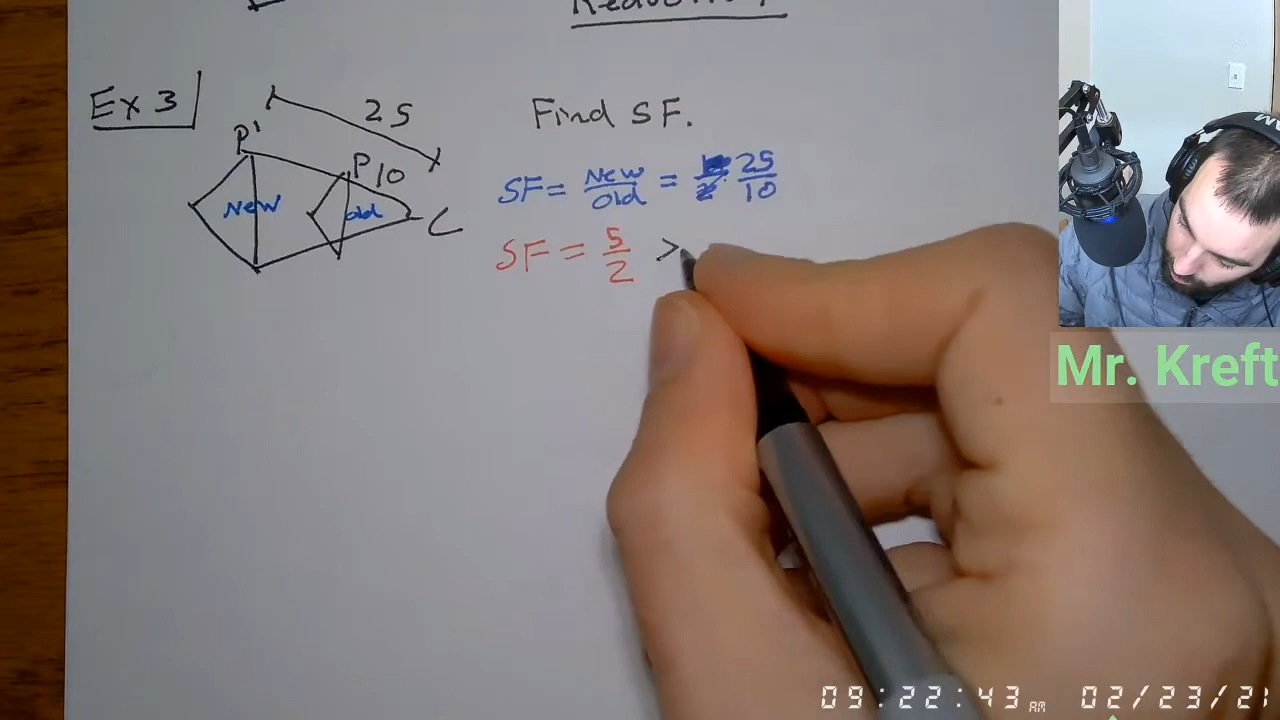 Reduction?
Ex 3
25
P'
P
10
New
old
C
Find SF.
SF = New/Old = 25/10
SF = 5/2 >
Mr. Kreft
09:22:43 AM 02/23/21